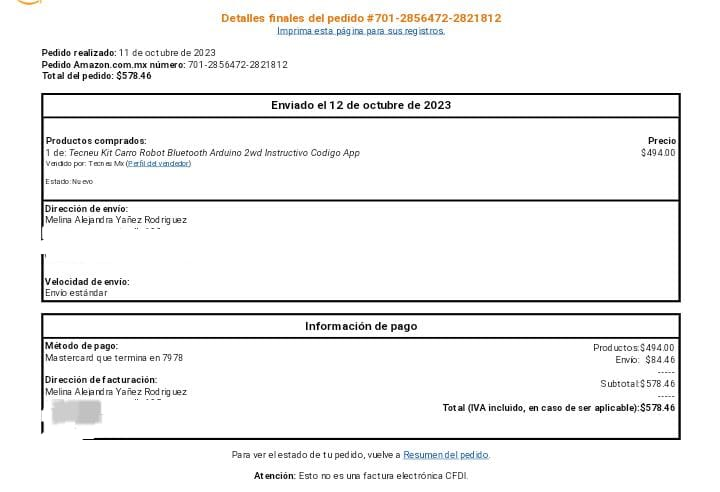 Detalles finales del pedido #701-2856472-2821812
Imprima esta página para sus registros.
Pedido realizado: 11 de octubre de 2023
Pedido Amazon.com.mx número: 701-2856472-2821812
Total del pedido: $578.46
Enviado el 12 de octubre de 2023
Productos comprados: Precio
1 de: Tecneu Kit Carro Robot Bluetooth Arduino 2wd Instructivo Codigo App $494.00
Vendido por: Tecneu Mx (Perfil del vendedor)
Estado: Nuevo
Dirección de envío:
Melina Alejandra Yañez Rodriguez
Velocidad de envío:
Envío estándar
Información de pago
Método de pago:
Mastercard que termina en 7978
Dirección de facturación:
Melina Alejandra Yañez Rodriguez
Productos: $494.00
Envío: $84.46
-----
Subtotal: $578.46
-----
Total (IVA incluido, en caso de ser aplicable): $578.46
Para ver el estado de tu pedido, vuelve a Resumen del pedido.
Atención: Esto no es una factura electrónica CFDI.